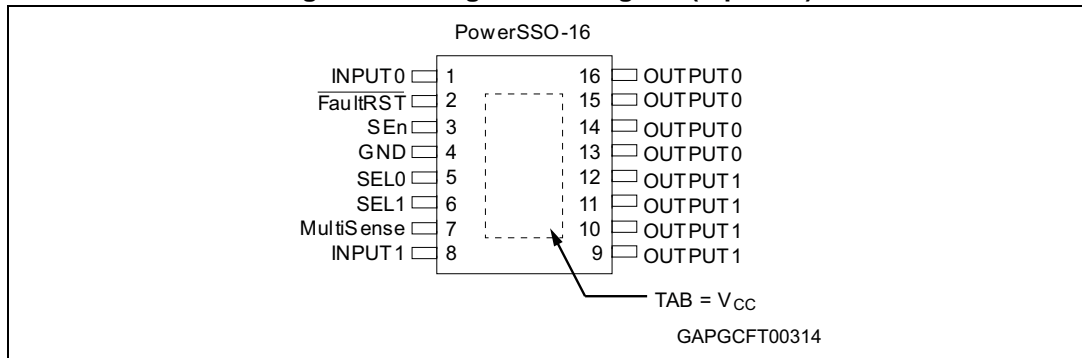 PowerSSO-16
INPUT0 1 16 OUTPUT0
FaultRST 2 15 OUTPUT0
SEn 3 14 OUTPUT0
GND 4 13 OUTPUT0
SEL0 5 12 OUTPUT1
SEL1 6 11 OUTPUT1
MultiSense 7 10 OUTPUT1
INPUT1 8 9 OUTPUT1
TAB = VCC
GAPGCFT00314